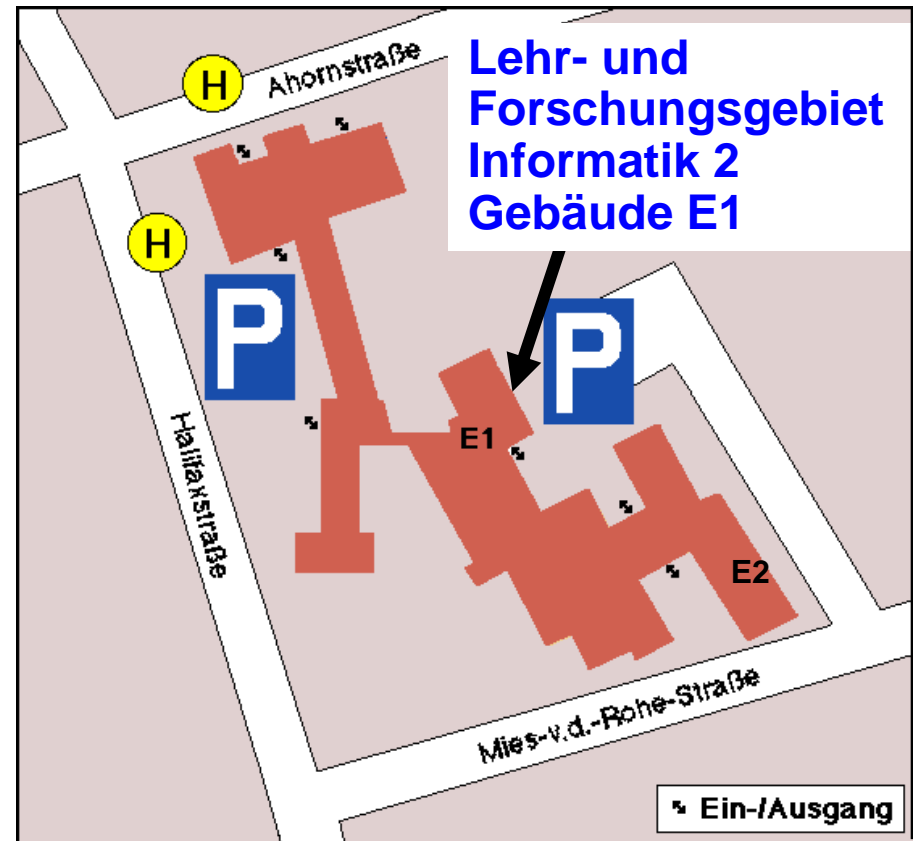 H
Ahornstraße
Lehr- und
Forschungsgebiet
Informatik 2
Gebäude E1
H
P
P
Halifaxstraße
E1
E2
Mies-v.d.-Rohe-Straße
Ein-/Ausgang